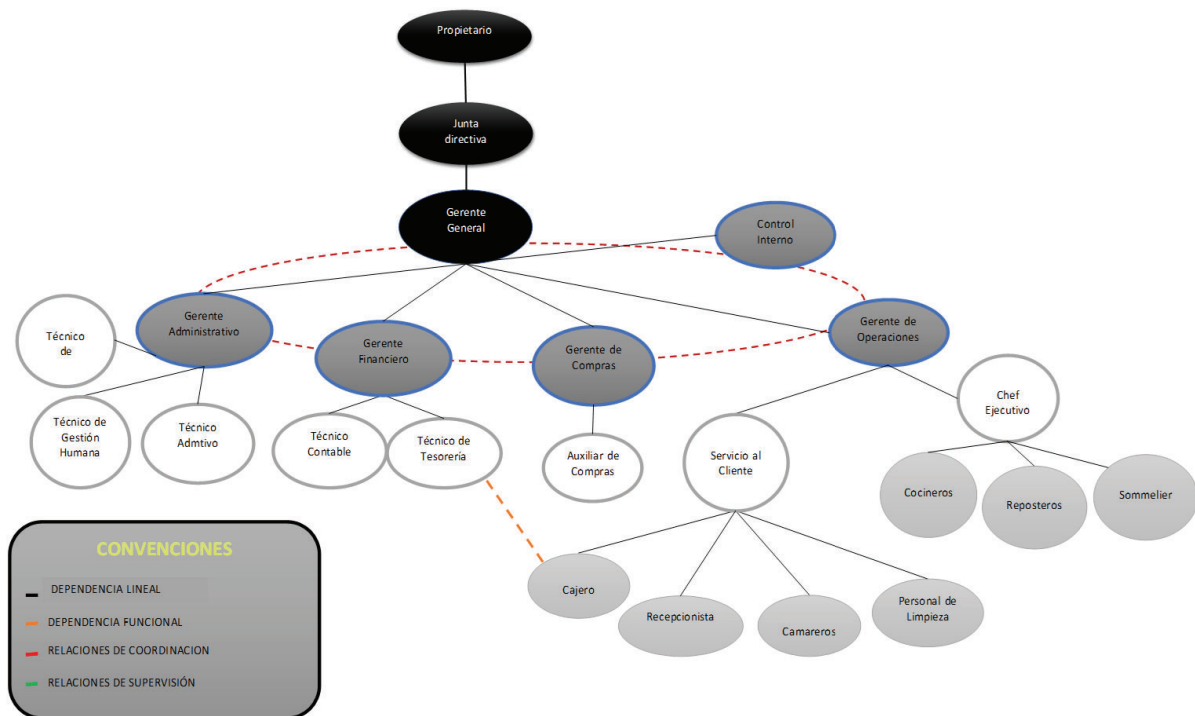 Propietario
Junta
directiva
Gerente
General
Control
Interno
Gerente
Administrativo
Gerente
Financiero
Gerente de
Compras
Gerente de
Operaciones
Técnico
de
Técnico de
Gestión
Humana
Técnico
Admtivo
Técnico
Contable
Técnico de
Tesorería
Auxiliar de
Compras
Servicio al
Cliente
Chef
Ejecutivo
Cocineros
Reposteros
Sommelier
Cajero
Recepcionista
Camareros
Personal de
Limpieza
CONVENCIONES
DEPENDENCIA LINEAL
DEPENDENCIA FUNCIONAL
RELACIONES DE COORDINACION
RELACIONES DE SUPERVISIÓN